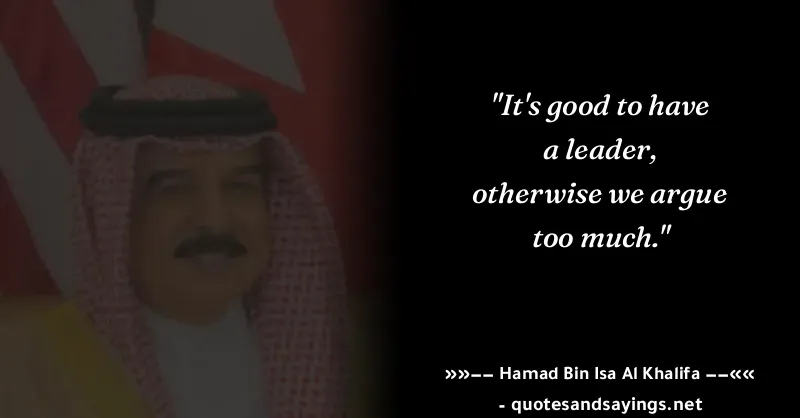 "It's good to have
a leader,
otherwise we argue
too much."
»»–– Hamad Bin Isa Al Khalifa ––««
- quotesandsayings.net